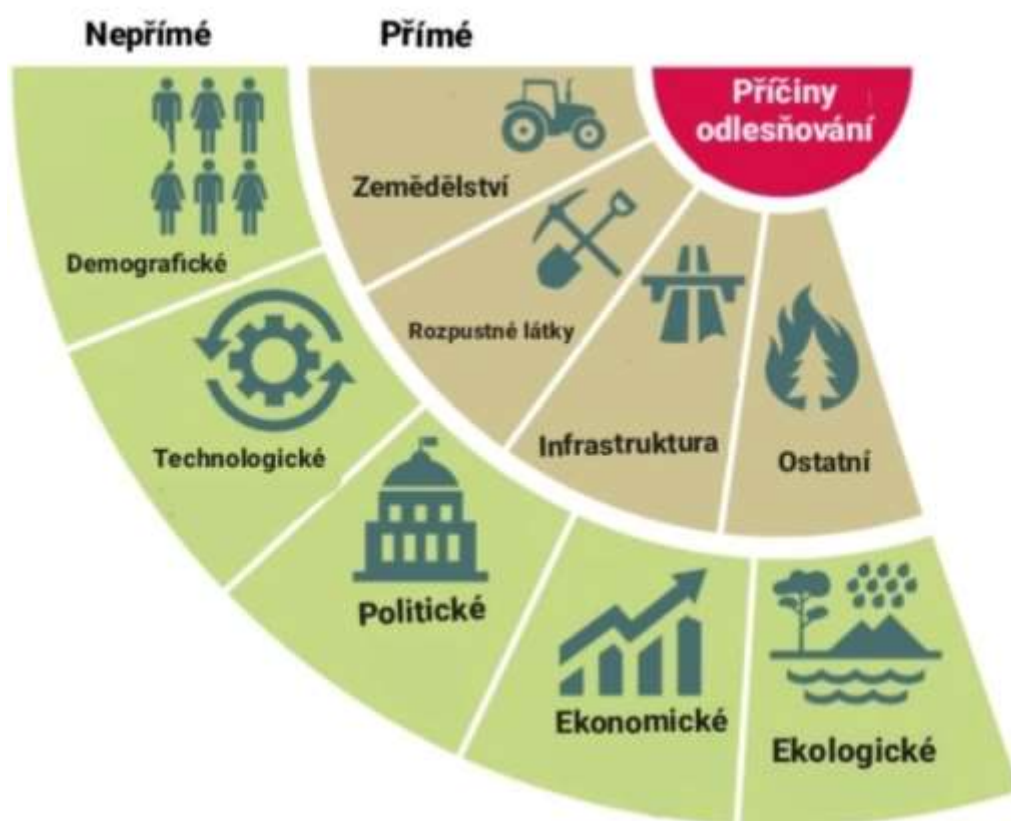 Nepřímé
Přímé
Příčiny
odlesňování
Zemědělství
Rozpustné látky
Infrastruktura
Ostatní
Demografické
Technologické
Politické
Ekonomické
Ekologické